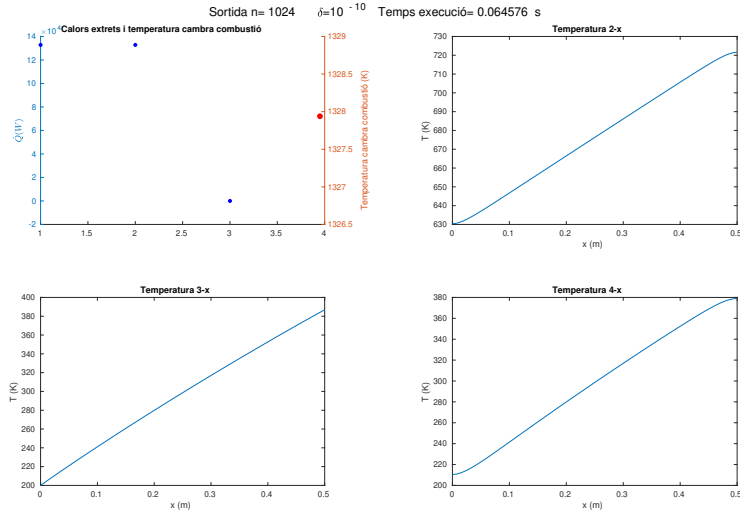 Sortida n= 1024 δ=10 -10 Temps execució= 0.064576 s
×10 4 Calors extrets i temperatura cambra combustió
14
12
10
8
6
4
2
0
-2
Q̇(W)
1329
1328.5
1328
1327.5
1327
1326.5
Temperatura cambra combustió (K)
1 1.5 2 2.5 3 3.5 4
Temperatura 2-x
730
720
710
700
690
680
670
660
650
640
630
T (K)
0 0.1 0.2 0.3 0.4 0.5
x (m)
Temperatura 3-x
400
380
360
340
320
300
280
260
240
220
200
T (K)
0 0.1 0.2 0.3 0.4 0.5
x (m)
Temperatura 4-x
380
360
340
320
300
280
260
240
220
200
T (K)
0 0.1 0.2 0.3 0.4 0.5
x (m)